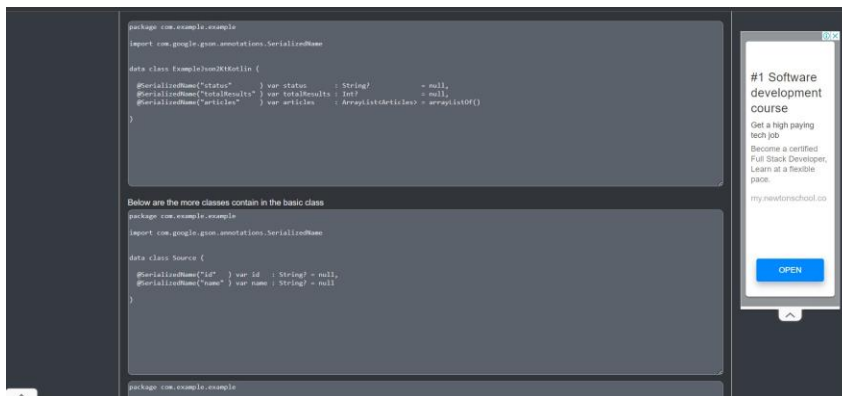 package com.example.example
import com.google.gson.annotations.SerializedName
data class ExampleJson2KtKotlin (
@SerializedName("status" ) var status : String? = null,
@SerializedName("totalResults" ) var totalResults : Int? = null,
@SerializedName("articles" ) var articles : ArrayList<Articles> = arrayListOf()
)
Below are the more classes contain in the basic class
package com.example.example
import com.google.gson.annotations.SerializedName
data class Source (
@SerializedName("id" ) var id : String? = null,
@SerializedName("name" ) var name : String? = null
)
package com.example.example
#1 Software
development
course
Get a high paying
tech job
Become a certified
Full Stack Developer,
Learn at a flexible
pace.
my.newtonschool.co
OPEN